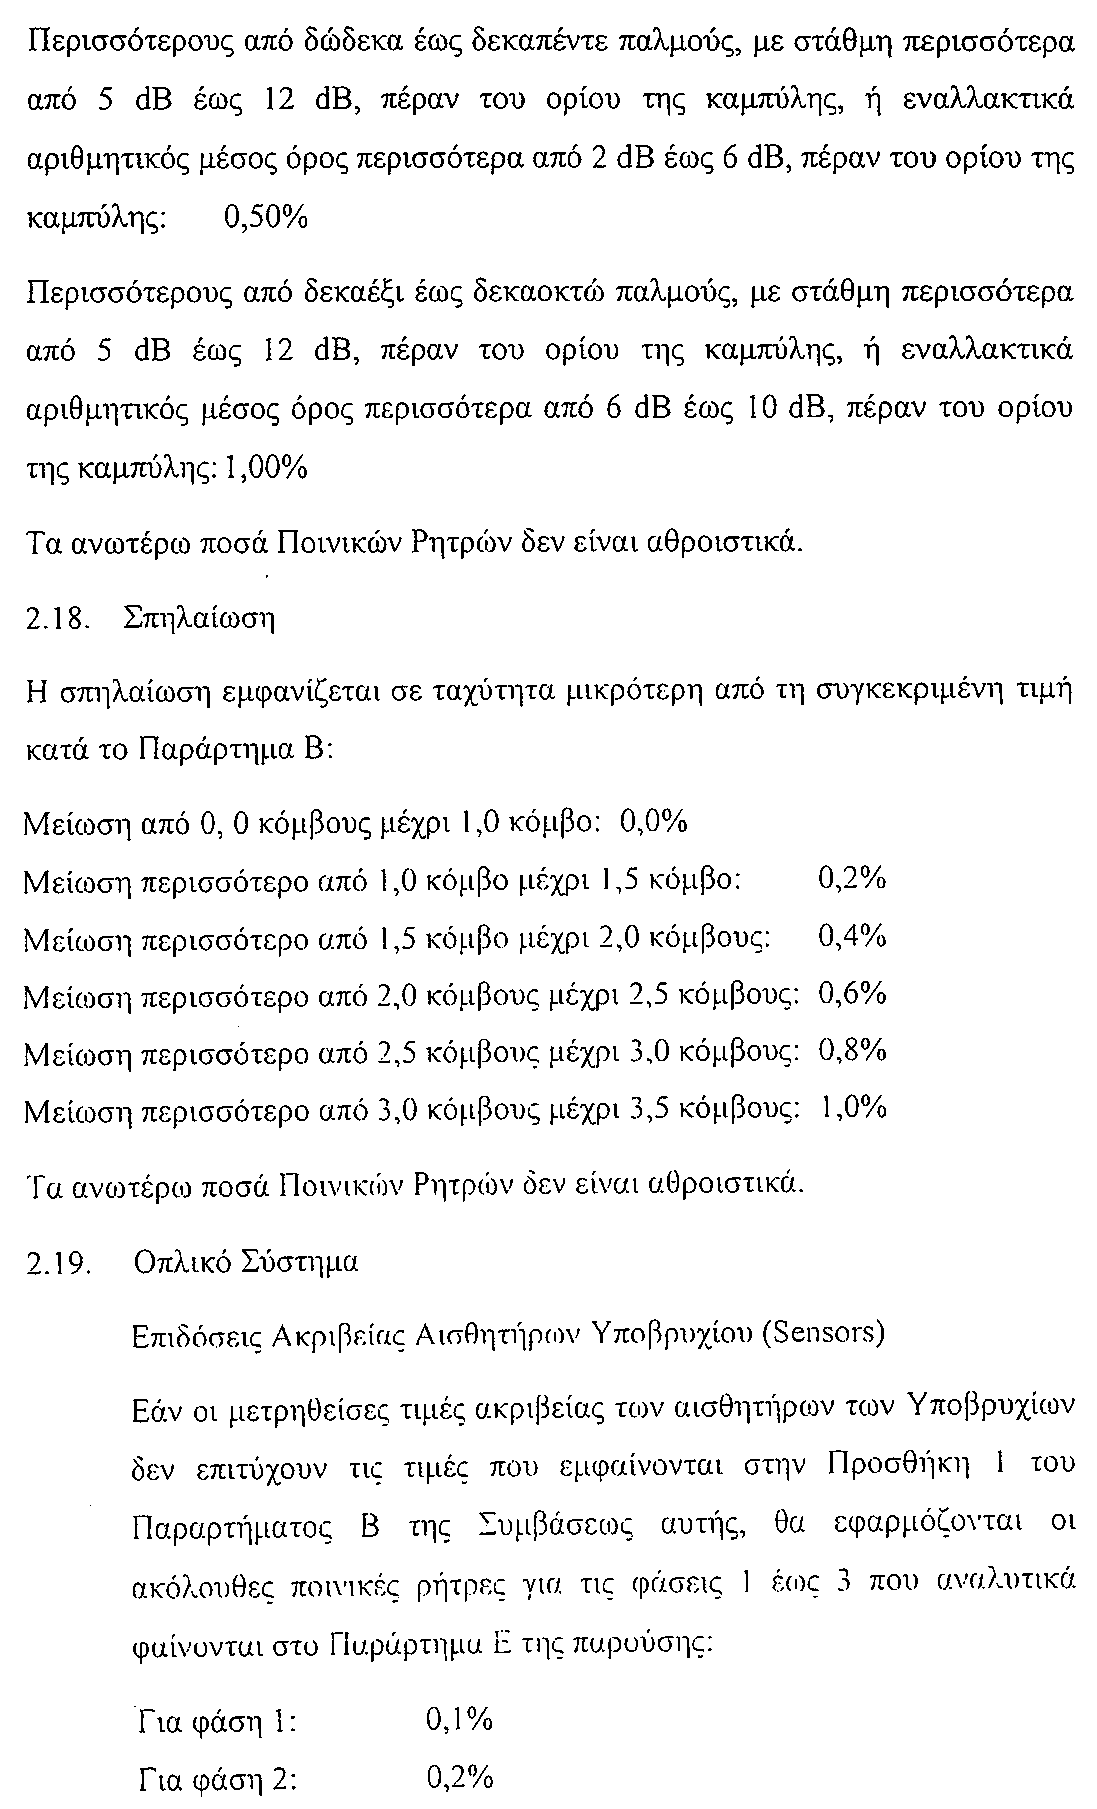 Περισσότερους από δώδεκα έως δεκαπέντε παλμούς, με στάθμη περισσότερα
από 5 dB έως 12 dB, πέραν του ορίου της καμπύλης, ή εναλλακτικά
αριθμητικός μέσος όρος περισσότερα από 2 dB έως 6 dB, πέραν του ορίου της
καμπύλης: 0,50%
Περισσότερους από δεκαέξι έως δεκαοκτώ παλμούς, με στάθμη περισσότερα
από 5 dB έως 12 dB, πέραν του ορίου της καμπύλης, ή εναλλακτικά
αριθμητικός μέσος όρος περισσότερα από 6 dB έως 10 dB, πέραν του ορίου
της καμπύλης: 1,00%
Τα ανωτέρω ποσά Ποινικών Ρητρών δεν είναι αθροιστικά.
2.18. Σπηλαίωση
Η σπηλαίωση εμφανίζεται σε ταχύτητα μικρότερη από τη συγκεκριμένη τιμή
κατά το Παράρτημα Β:
Μείωση από 0, 0 κόμβους μέχρι 1,0 κόμβο: 0,0%
Μείωση περισσότερο από 1,0 κόμβο μέχρι 1,5 κόμβο: 0,2%
Μείωση περισσότερο από 1,5 κόμβο μέχρι 2,0 κόμβους: 0,4%
Μείωση περισσότερο από 2,0 κόμβους μέχρι 2,5 κόμβους: 0,6%
Μείωση περισσότερο από 2,5 κόμβους μέχρι 3,0 κόμβους: 0,8%
Μείωση περισσότερο από 3,0 κόμβους μέχρι 3,5 κόμβους: 1,0%
Τα ανωτέρω ποσά Ποινικών Ρητρών δεν είναι αθροιστικά.
2.19. Οπλικό Σύστημα
Επιδόσεις Ακριβείας Αισθητήρων Υποβρυχίου (Sensors)
Εάν οι μετρηθείσες τιμές ακριβείας των αισθητήρων των Υποβρυχίων
δεν επιτύχουν τις τιμές που εμφαίνονται στην Προσθήκη 1 του
Παραρτήματος Β της Συμβάσεως αυτής, θα εφαρμόζονται οι
ακόλουθες ποινικές ρήτρες για τις φάσεις 1 έως 3 που αναλυτικά
φαίνονται στο Παράρτημα Ε της παρούσης:
Για φάση 1: 0,1%
Για φάση 2: 0,2%